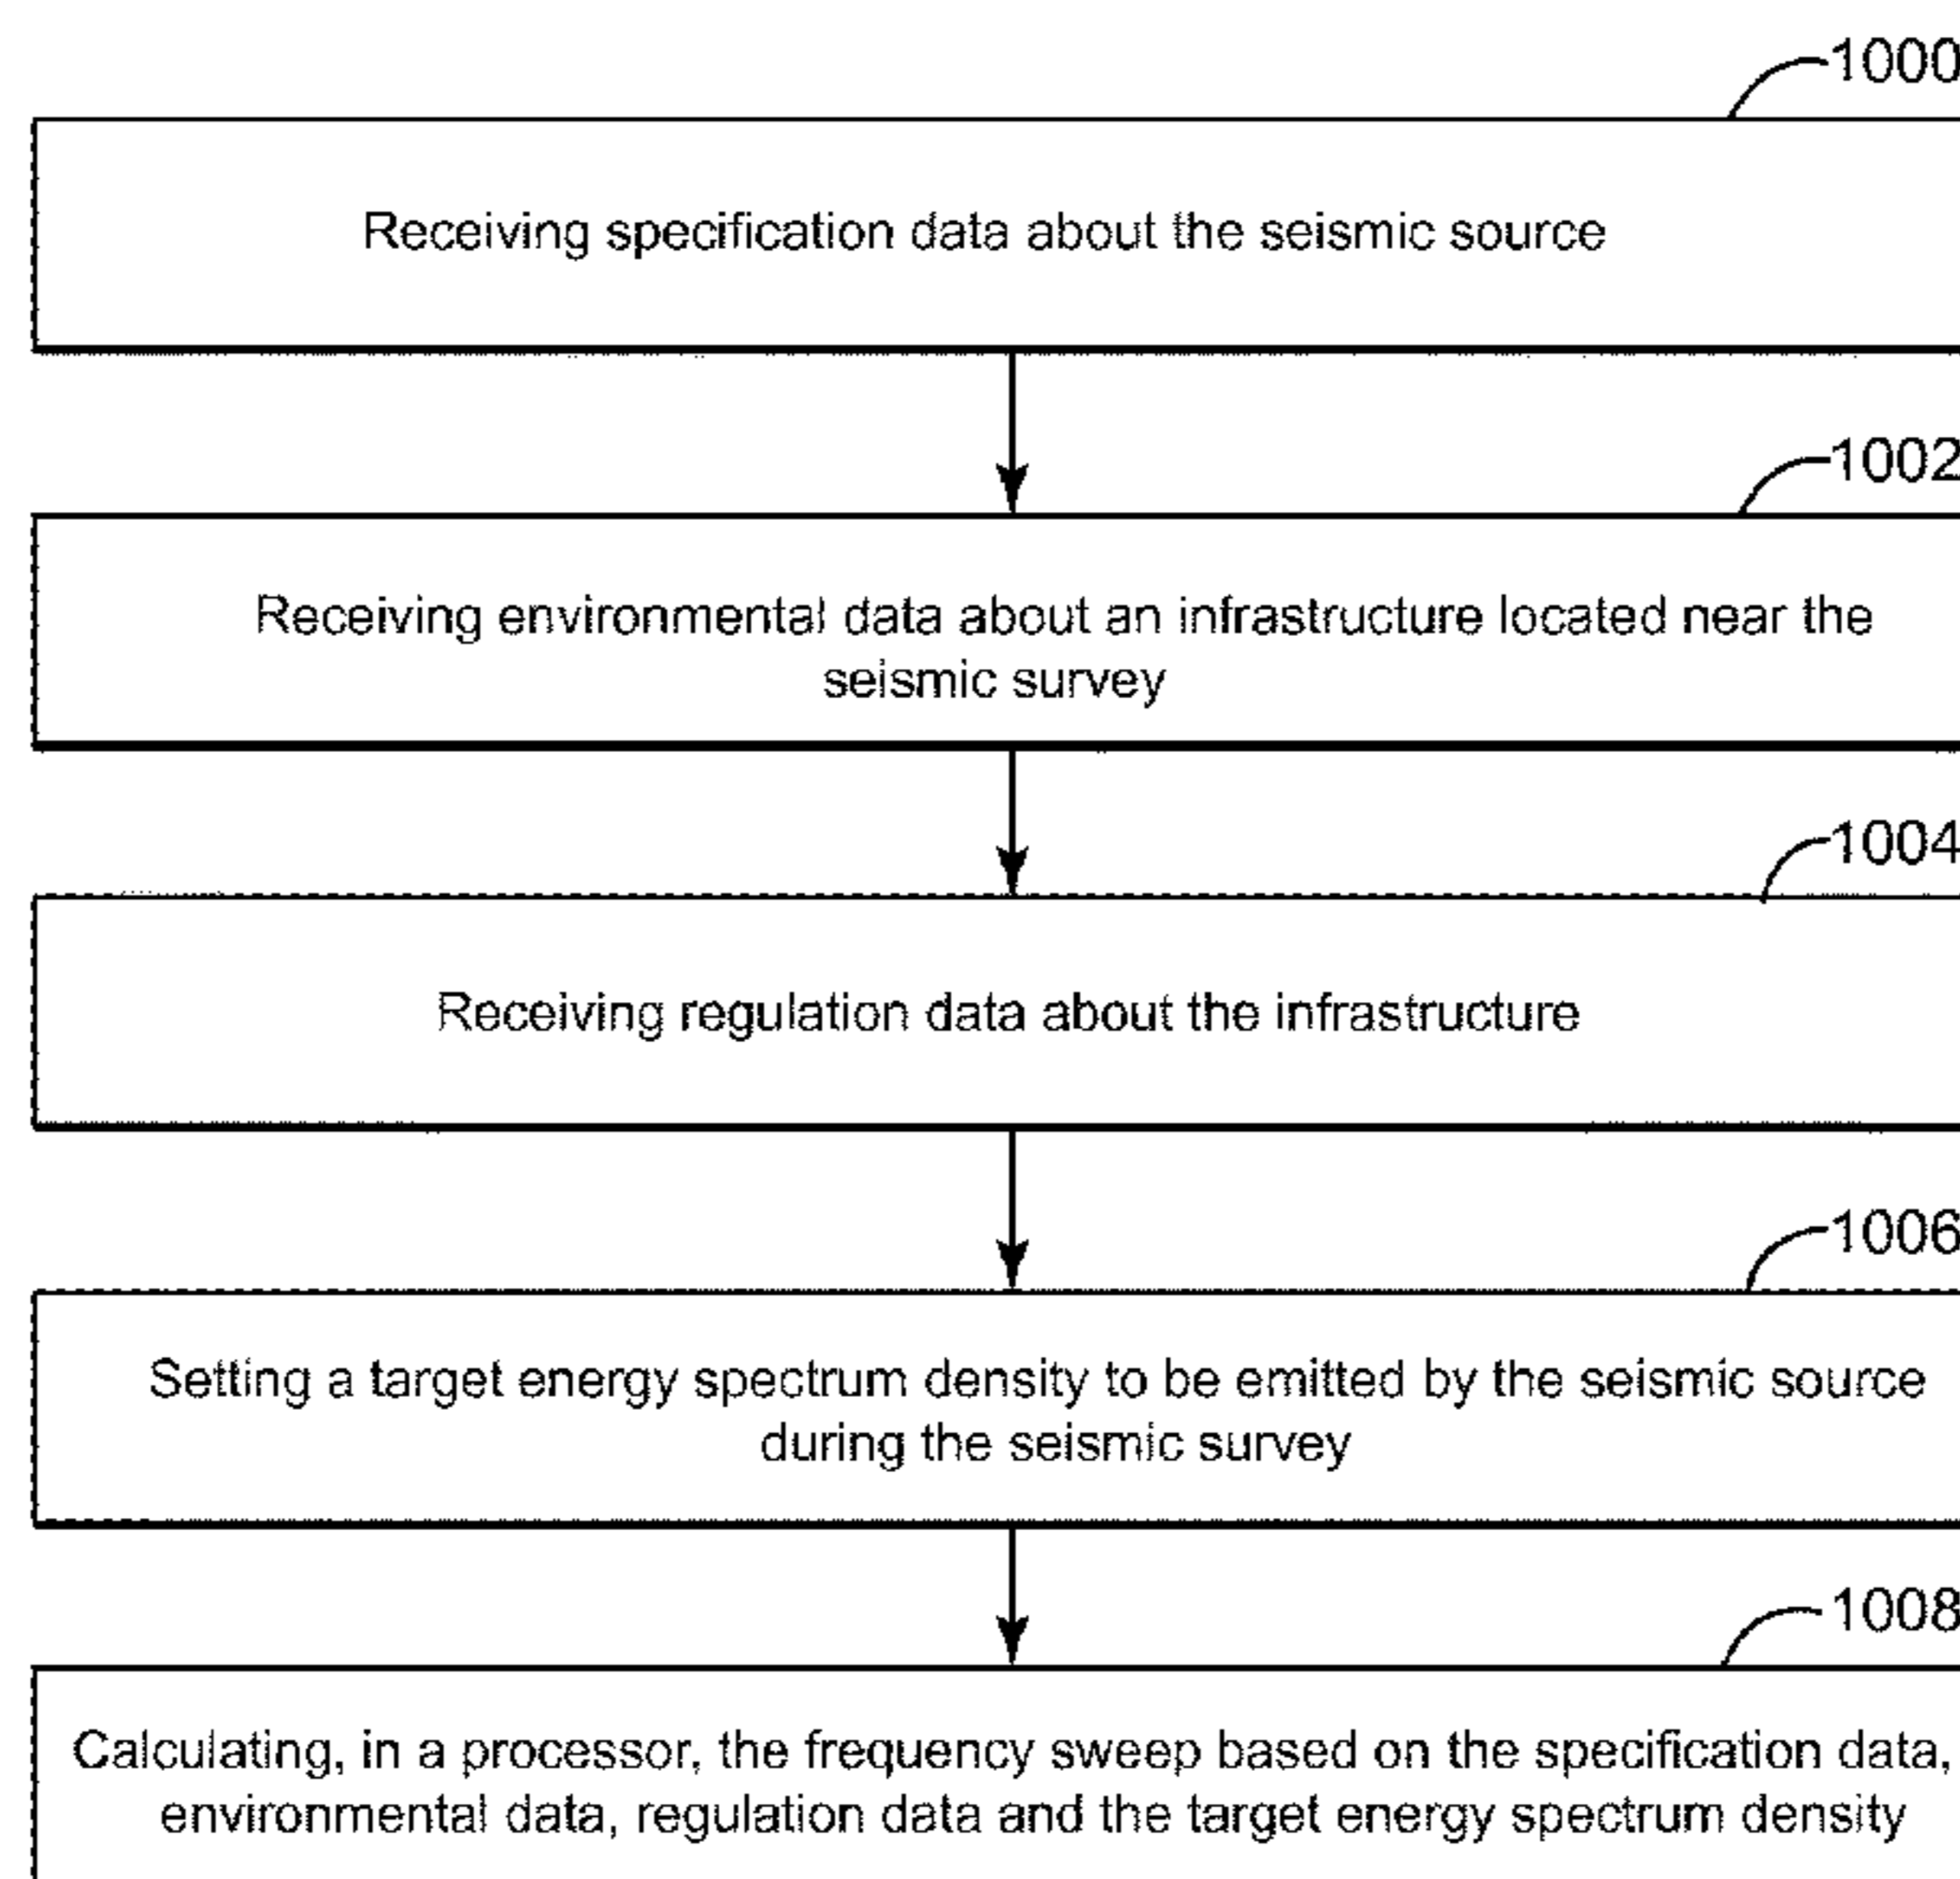 1000
Receiving specification data about the seismic source
1002
Receiving environmental data about an infrastructure located near the
seismic survey
1004
Receiving regulation data about the infrastructure
1006
Setting a target energy spectrum density to be emitted by the seismic source
during the seismic survey
1008
Calculating, in a processor, the frequency sweep based on the specification data,
environmental data, regulation data and the target energy spectrum density